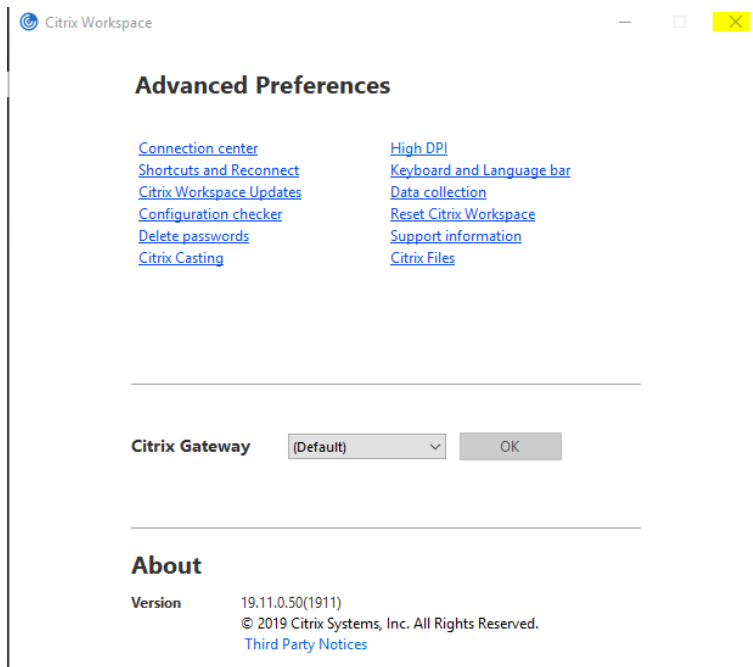 Citrix Workspace
Advanced Preferences
Connection center
Shortcuts and Reconnect
Citrix Workspace Updates
Configuration checker
Delete passwords
Citrix Casting
High DPI
Keyboard and Language bar
Data collection
Reset Citrix Workspace
Support information
Citrix Files
Citrix Gateway (Default) OK
About
Version 19.11.0.50(1911)
© 2019 Citrix Systems, Inc. All Rights Reserved.
Third Party Notices